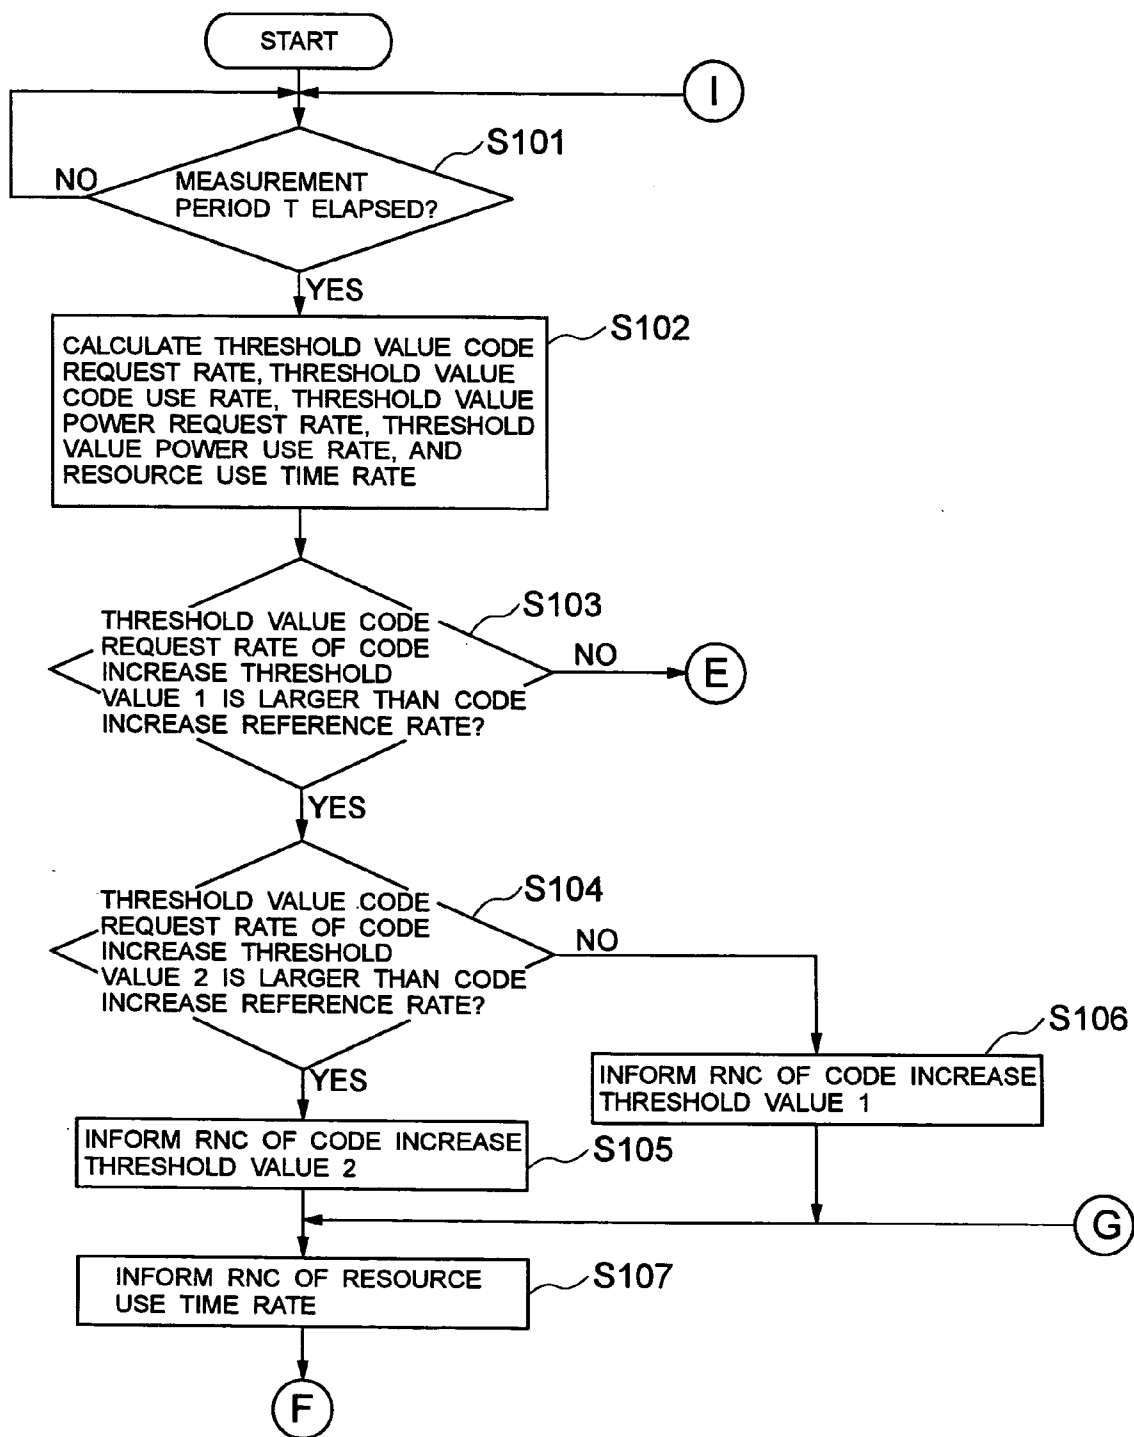 START
I
S101
NO
MEASUREMENT
PERIOD T ELAPSED?
YES
S102
CALCULATE THRESHOLD VALUE CODE
REQUEST RATE, THRESHOLD VALUE
CODE USE RATE, THRESHOLD VALUE
POWER REQUEST RATE, THRESHOLD
VALUE POWER USE RATE, AND
RESOURCE USE TIME RATE
S103
THRESHOLD VALUE CODE
REQUEST RATE OF CODE
INCREASE THRESHOLD
VALUE 1 IS LARGER THAN CODE
INCREASE REFERENCE RATE?
NO
E
YES
S104
THRESHOLD VALUE CODE
REQUEST RATE OF CODE
INCREASE THRESHOLD
VALUE 2 IS LARGER THAN CODE
INCREASE REFERENCE RATE?
NO
S106
YES
INFORM RNC OF CODE INCREASE
THRESHOLD VALUE 1
INFORM RNC OF CODE INCREASE
THRESHOLD VALUE 2
S105
G
INFORM RNC OF RESOURCE
USE TIME RATE
S107
F